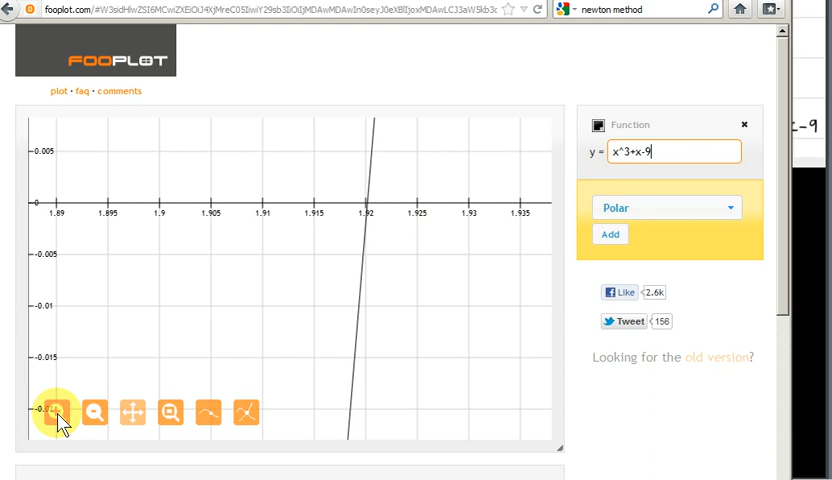 fooplot.com/#W3sidHlwZSI6MCwiZXEiOiJ4XjMreC05IiwiY29sb3IiOiIjMDAwMDAwIn0seyJ0eXBlIjoxMDAwLCJ3aW5kb3c
newton method
FOOPLOT
plot • faq • comments
Function
y = x^3+x-9
Polar
Add
Like 2.6k
Tweet 156
Looking for the old version?
x-9
0.005
0
1.89 1.895 1.9 1.905 1.91 1.915 1.92 1.925 1.93 1.935
-0.005
-0.01
-0.015